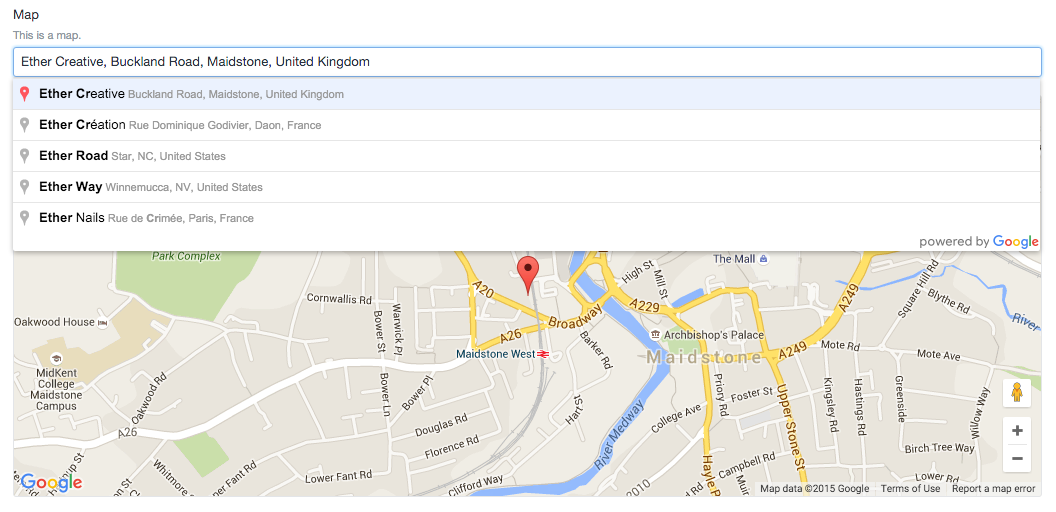 Map
This is a map.
Ether Creative, Buckland Road, Maidstone, United Kingdom
Ether Creative Buckland Road, Maidstone, United Kingdom
Ether Création Rue Dominique Godivier, Daon, France
Ether Road Star, NC, United States
Ether Way Winnemucca, NV, United States
Ether Nails Rue de Crimée, Paris, France
powered by Google
Park Complex
The Mall
High St
Mill St
A20
A229
A249
Square Hill Rd
Blythe Rd
River
Cornwallis Rd
Oakwood House
Bower St
Warwick Pl
A26
Broadway
Archbishop's Palace
Maidstone West
Maidstone
A249
Mote Rd
Mote Ave
Barker Rd
MidKent
College
Maidstone
Campus
Oakwood Rd
Bower Pl
Bower Ln
Hart St
Priory Rd
Foster St
Upper Stone St
Kingsley Rd
Hastings Rd
Greenside
Willow Way
College Ave
Douglas Rd
Florence Rd
River Medway
A26
Birch Tree Way
Whitmore
Lower Fant Rd
Clifford Way
2010
Hayle
Campbell Rd
Lower Rd
Google
Map data ©2015 Google
Terms of Use
Report a map error